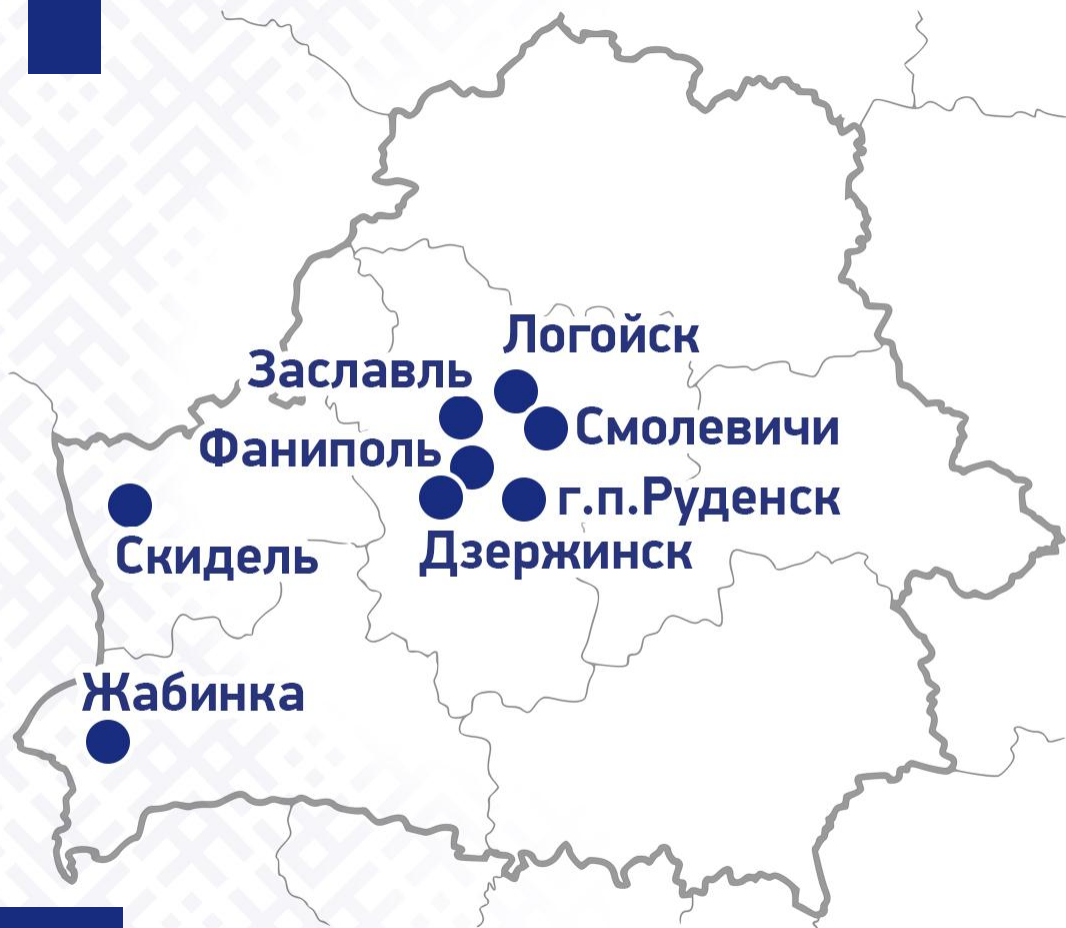 Логойск
Заславль
Смолевичи
Фаниполь
г.п.Руденск
Дзержинск
Скидель
Жабинка